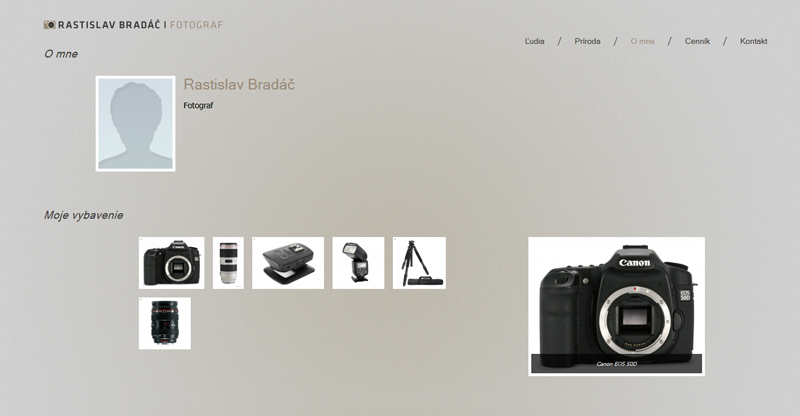 RASTISLAV BRADÁČ I FOTOGRAF
Ľudia / Príroda / O mne / Cenník / Kontakt
O mne
Rastislav Bradáč
Fotograf
Moje vybavenie
Canon
EOS
50D
Canon EOS 50D